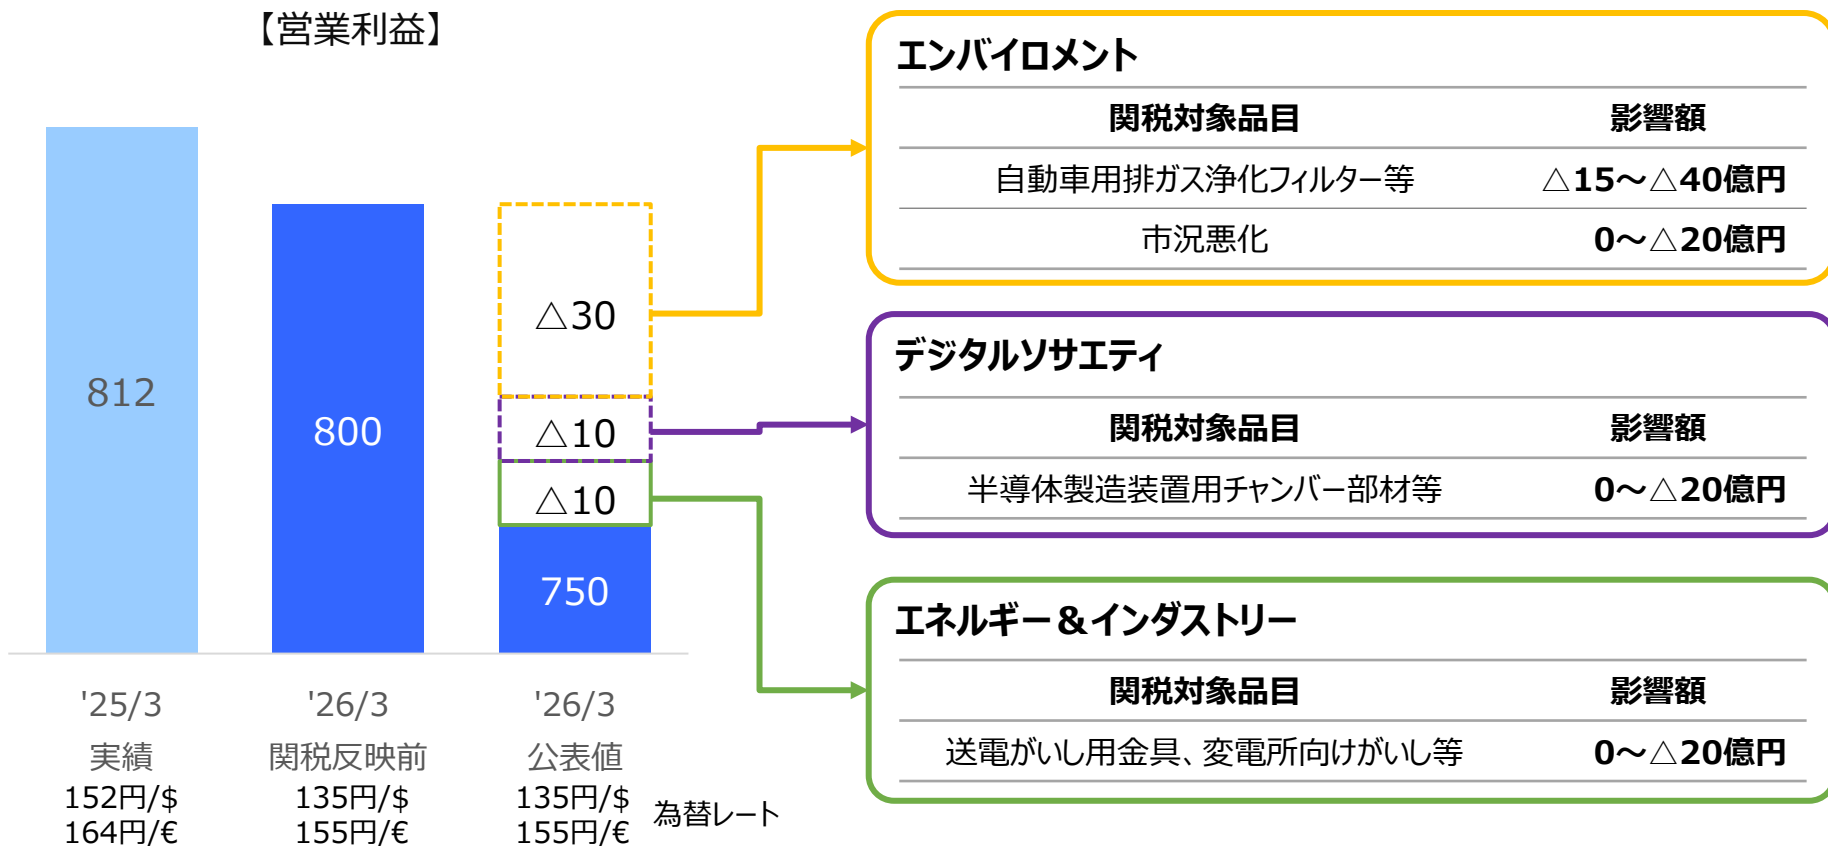 【営業利益】
812
800
△30
△10
△10
750
'25/3
実績
152円/$
164円/€
'26/3
関税反映前
135円/$
155円/€
'26/3
公表値
135円/$
155円/€
為替レート
エンバイロメント
関税対象品目 影響額
自動車用排ガス浄化フィルター等 △15～△40億円
市況悪化 0～△20億円
デジタルソサエティ
関税対象品目 影響額
半導体製造装置用チャンバー部材等 0～△20億円
エネルギー＆インダストリー
関税対象品目 影響額
送電がいし用金具、変電所向けがいし等 0～△20億円